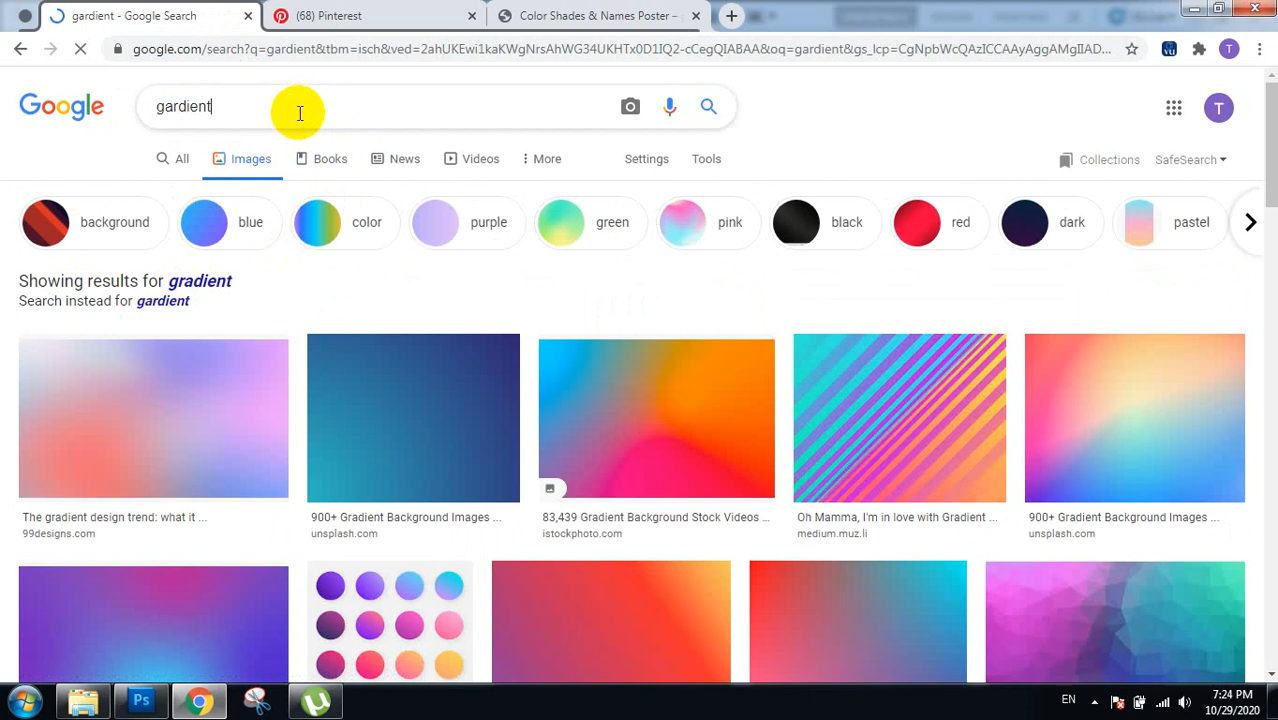 gardient - Google Search
(68) Pinterest
Color Shades & Names Poster –
google.com/search?q=gardient&tbm=isch&ved=2ahUKEwi1kaKWgNrsAhWG34UKHTx0D1IQ2-cCegQIABAA&oq=gardient&gs_lcp=CgNpbWcQAzICCAAyAggAMgIIAD...
T
Google
gardient
T
All
Images
Books
News
Videos
More
Settings
Tools
Collections
SafeSearch
background
blue
color
purple
green
pink
black
red
dark
pastel
Showing results for gradient
Search instead for gardient
The gradient design trend: what it ...
99designs.com
900+ Gradient Background Images ...
unsplash.com
83,439 Gradient Background Stock Videos ...
istockphoto.com
Oh Mamma, I'm in love with Gradient ...
medium.muz.li
900+ Gradient Background Images ...
unsplash.com
Ps
EN
7:24 PM
10/29/2020